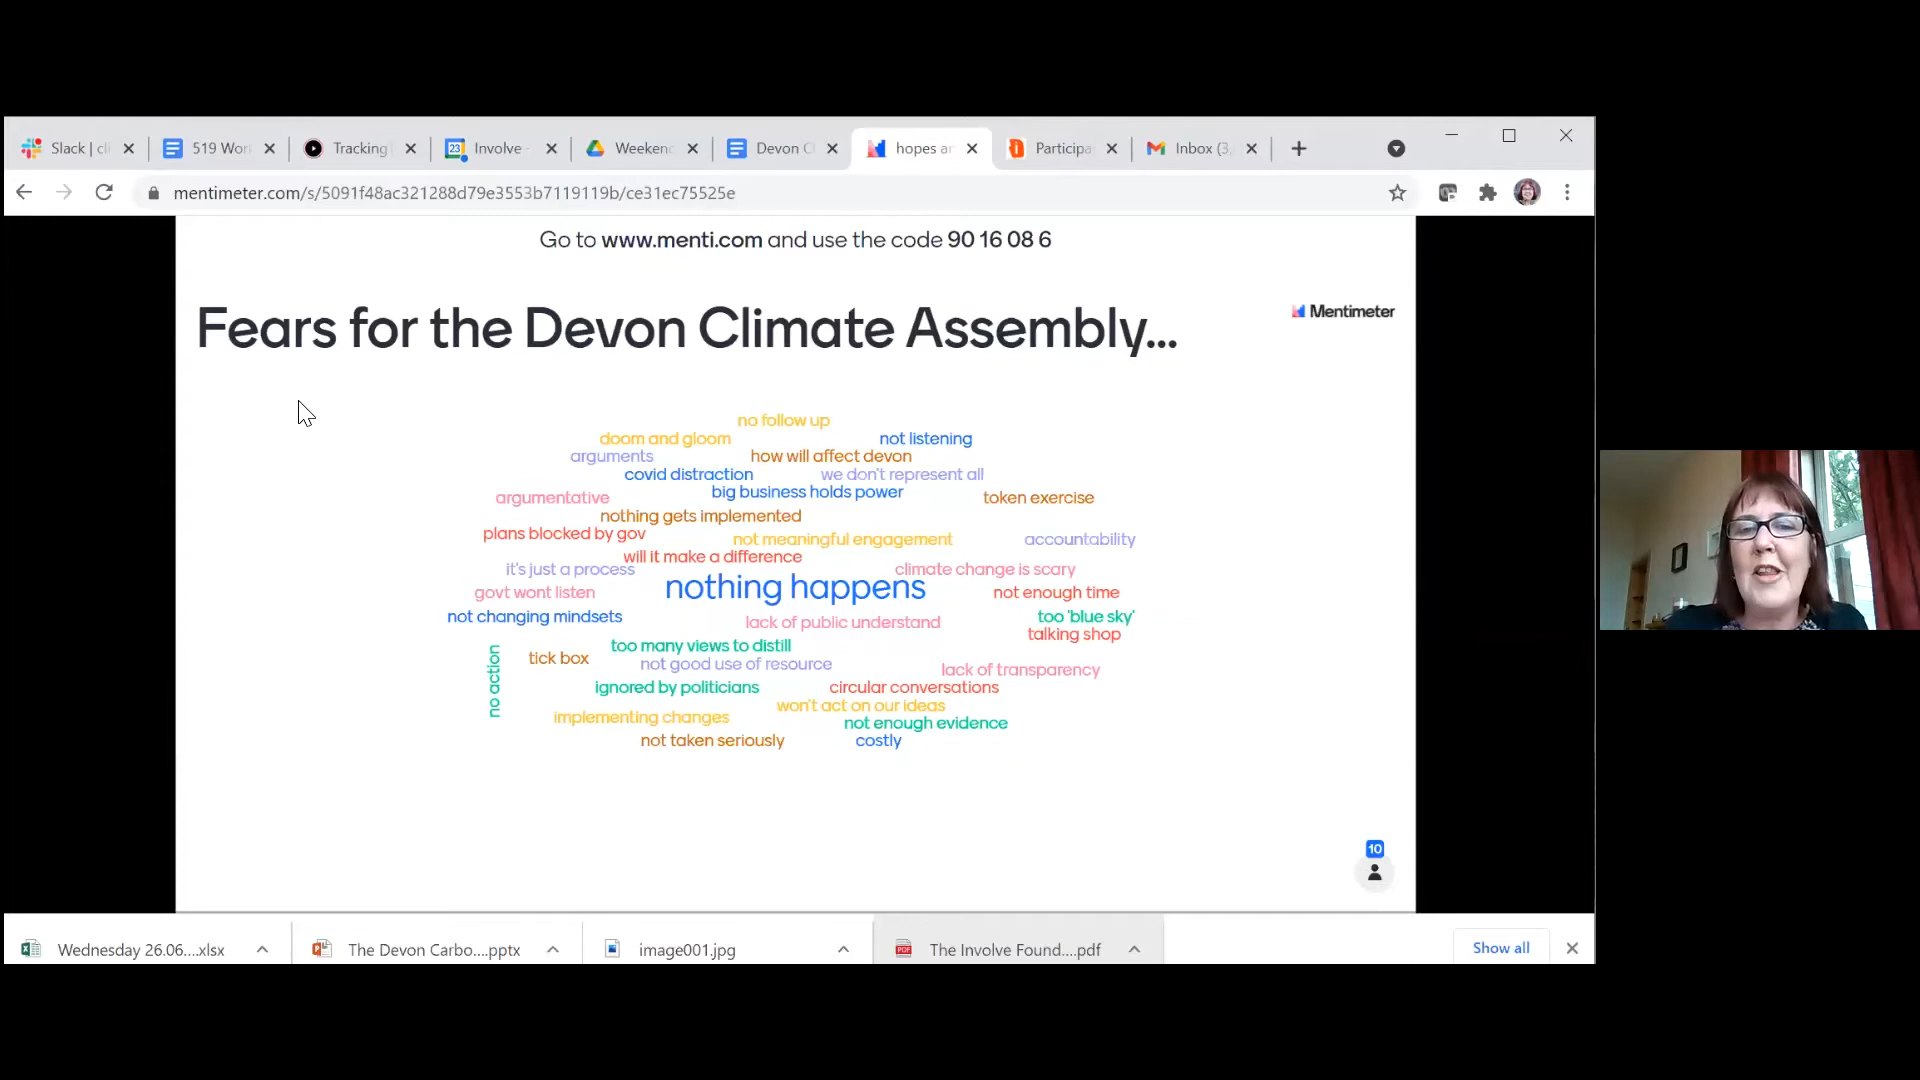 Slack | cli
519 Wor
Tracking
Involve -
Weekend
Devon C
hopes ar
Participa
Inbox (3,
mentimeter.com/s/5091f48ac321288d79e3553b7119119b/ce31ec75525e
Go to www.menti.com and use the code 90 16 08 6
Mentimeter
Fears for the Devon Climate Assembly...
no follow up
doom and gloom
not listening
arguments
how will affect devon
covid distraction
we don't represent all
big business holds power
argumentative
token exercise
nothing gets implemented
plans blocked by gov
not meaningful engagement
accountability
will it make a difference
it's just a process
climate change is scary
nothing happens
govt wont listen
not enough time
not changing mindsets
lack of public understand
too 'blue sky'
talking shop
too many views to distill
no action
tick box
not good use of resource
lack of transparency
ignored by politicians
circular conversations
won't act on our ideas
implementing changes
not enough evidence
not taken seriously
costly
10
Wednesday 26.06....xlsx
The Devon Carbo....pptx
image001.jpg
The Involve Found....pdf
Show all